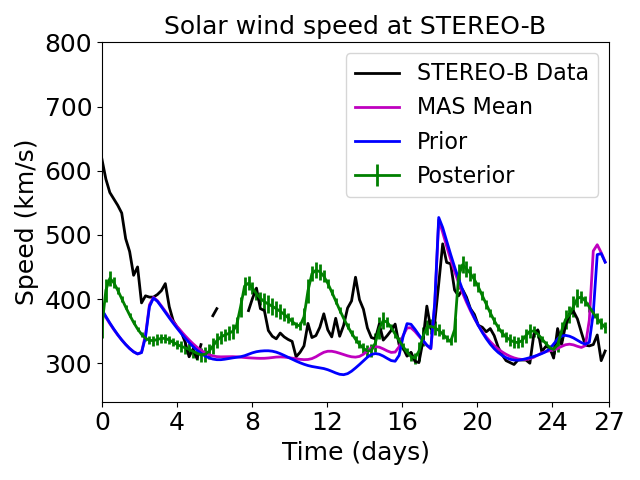 Solar wind speed at STEREO-B
800
700
600
500
400
300
Speed (km/s)
STEREO-B Data
MAS Mean
Prior
Posterior
0 4 8 12 16 20 24 27
Time (days)